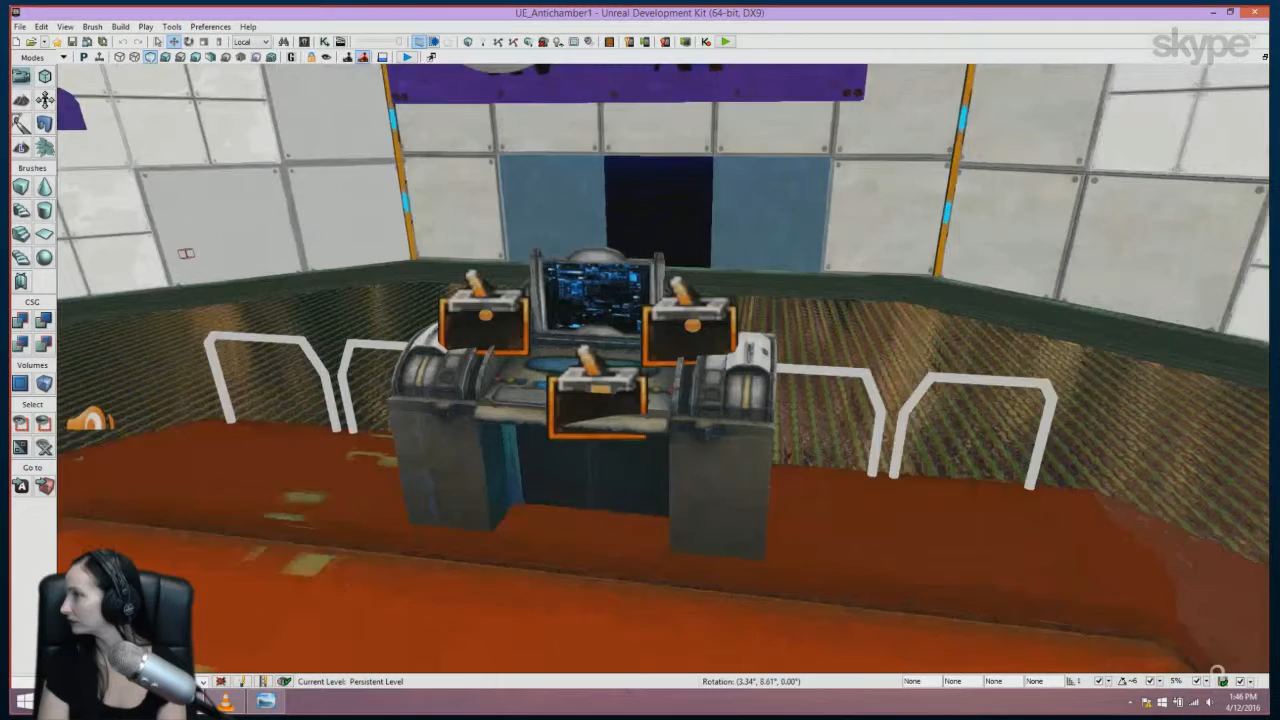 UE_Antichamber1 - Unreal Development Kit (64-bit, DX9)
skype™
File Edit View Brush Build Play Tools Preferences Help
Local
Modes
P
G
Brushes
CSG
Volumes
Select
Go to
Current Level: Persistent Level
Rotation: (3.34°, 8.61°, 0.00°)
None None None None
1
5%
1:46 PM
4/12/2016